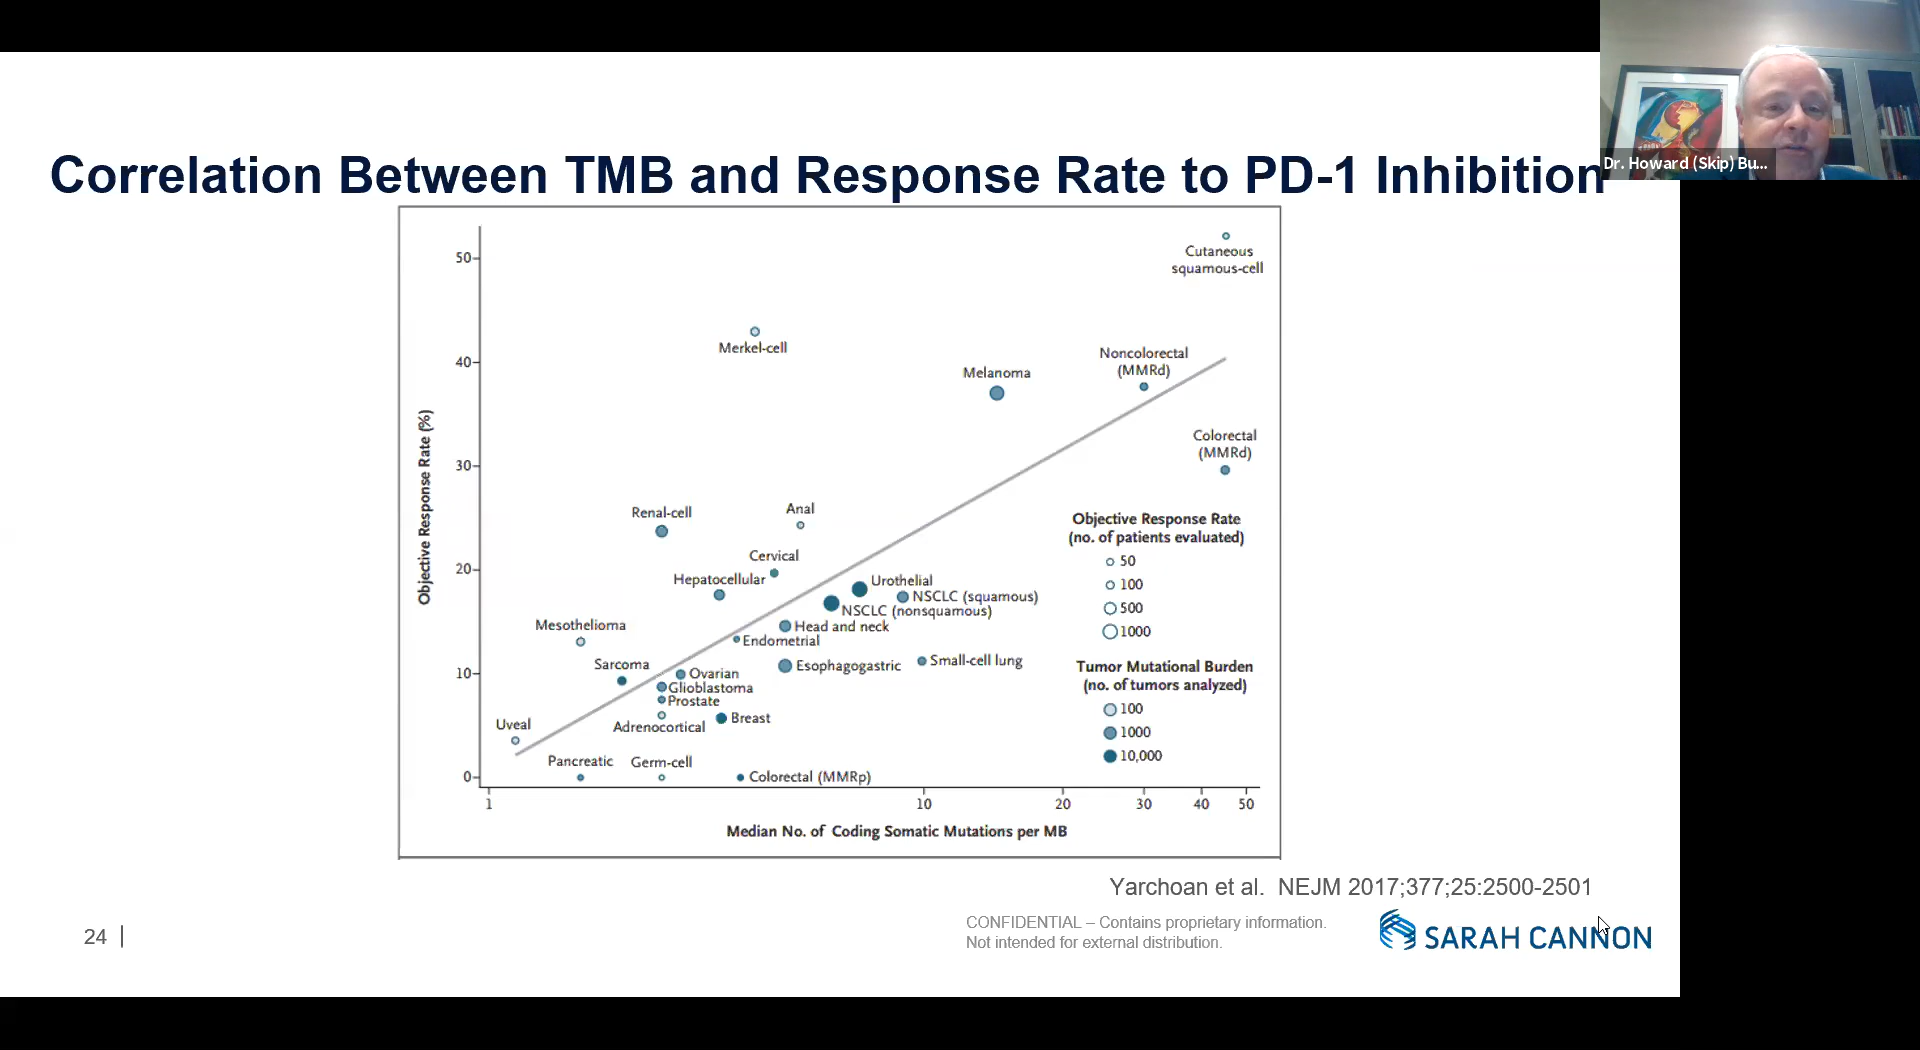 Dr. Howard (Skip) Bu...
Correlation Between TMB and Response Rate to PD-1 Inhibition
Objective Response Rate (%)
50
40
30
20
10
0
Cutaneous
squamous-cell
Merkel-cell
Melanoma
Noncolorectal
(MMRd)
Colorectal
(MMRd)
Renal-cell
Anal
Cervical
Hepatocellular
Urothelial
NSCLC (squamous)
NSCLC (nonsquamous)
Mesothelioma
Head and neck
Endometrial
Sarcoma
Esophagogastric
Small-cell lung
Ovarian
Glioblastoma
Prostate
Adrenocortical
Breast
Uveal
Pancreatic
Germ-cell
Colorectal (MMRp)
Objective Response Rate
(no. of patients evaluated)
50
100
500
1000
Tumor Mutational Burden
(no. of tumors analyzed)
100
1000
10,000
1
10
20
30
40
50
Median No. of Coding Somatic Mutations per MB
Yarchoan et al. NEJM 2017;377;25:2500-2501
24 |
CONFIDENTIAL – Contains proprietary information.
Not intended for external distribution.
SARAH CANNON